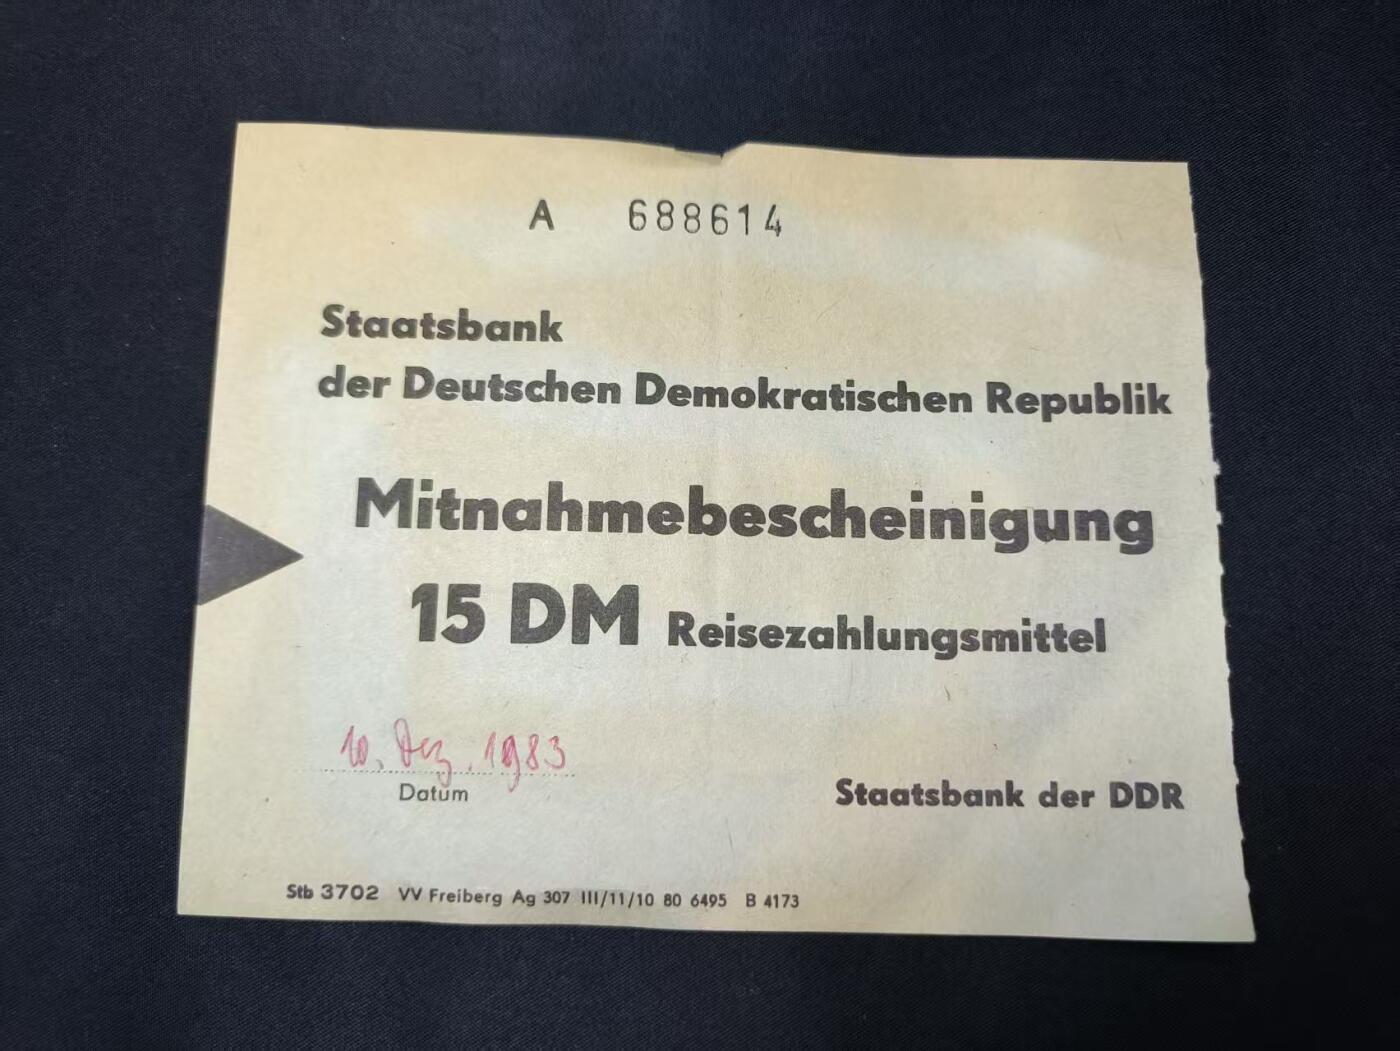 A 688614
Staatsbank
der Deutschen Demokratischen Republik
Mitnahmebescheinigung
15 DM Reisezahlungsmittel
10. Dez. 1983
Datum
Staatsbank der DDR
Stb 3702 VV Freiberg Ag 307 III/11/10 80 6495 B 4173